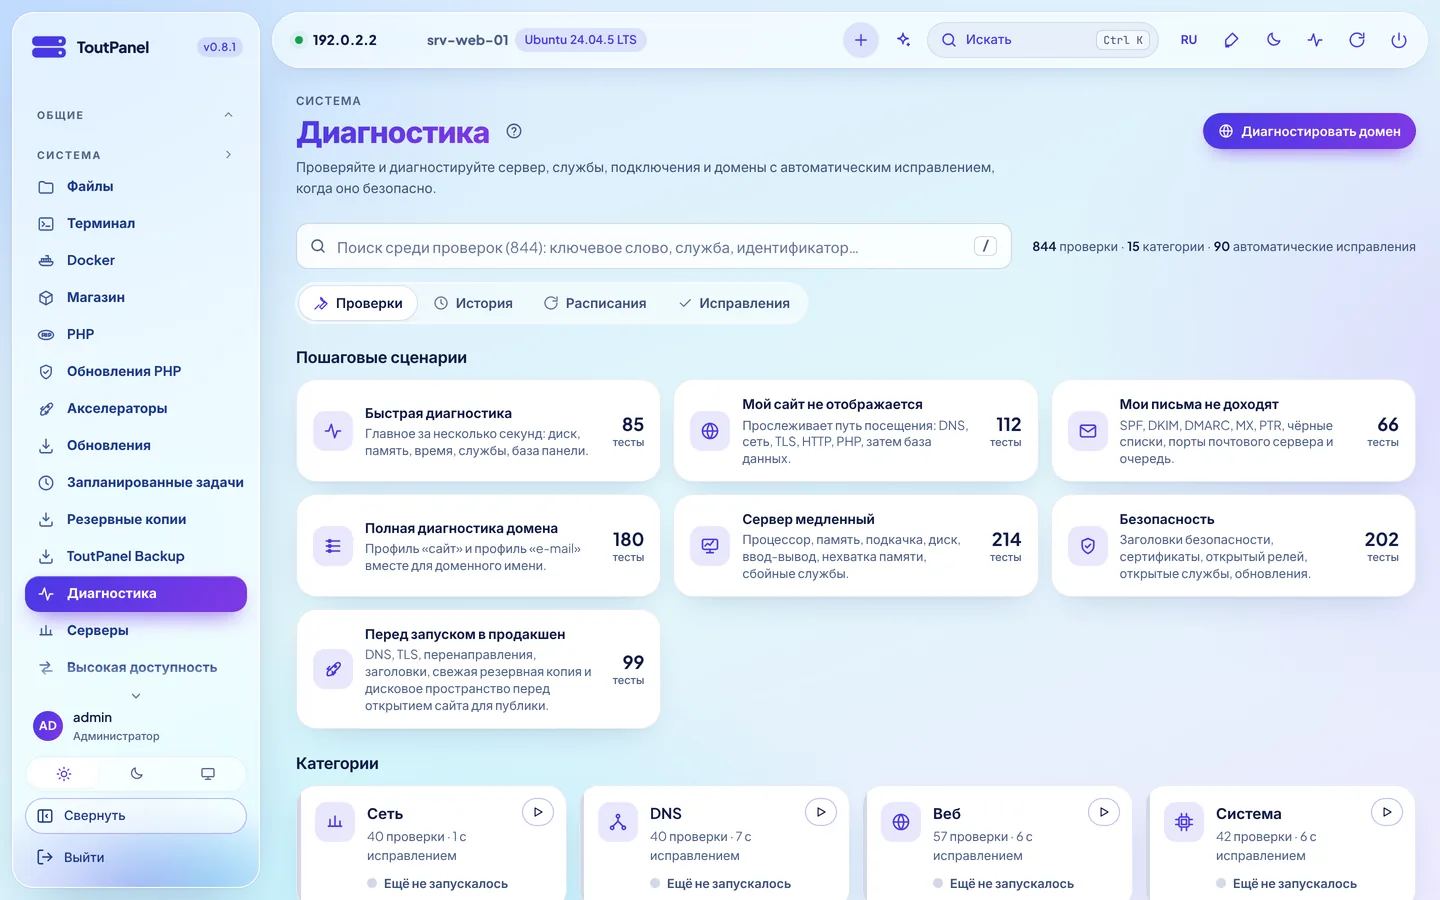 ToutPanel
v0.8.1
ОБЩИЕ
СИСТЕМА
Файлы
Терминал
Docker
Магазин
PHP
Обновления PHP
Акселераторы
Обновления
Запланированные задачи
Резервные копии
ToutPanel Backup
Диагностика
Серверы
Высокая доступность
AD
admin
Администратор
Свернуть
Выйти
192.0.2.2
srv-web-01
Ubuntu 24.04.5 LTS
Искать
Ctrl K
RU
СИСТЕМА
Диагностика
Проверяйте и диагностируйте сервер, службы, подключения и домены с автоматическим исправлением,
когда оно безопасно.
Диагностировать домен
Поиск среди проверок (844): ключевое слово, служба, идентификатор...
/
844 проверки · 15 категории · 90 автоматические исправления
Проверки
История
Расписания
Исправления
Пошаговые сценарии
Быстрая диагностика
Главное за несколько секунд: диск,
память, время, службы, база панели.
85
тесты
Мой сайт не отображается
Прослеживает путь посещения: DNS,
сеть, TLS, HTTP, PHP, затем база
данных.
112
тесты
Мои письма не доходят
SPF, DKIM, DMARC, MX, PTR, чёрные
списки, порты почтового сервера и
очередь.
66
тесты
Полная диагностика домена
Профиль «сайт» и профиль «e-mail»
вместе для доменного имени.
180
тесты
Сервер медленный
Процессор, память, подкачка, диск,
ввод-вывод, нехватка памяти,
сбойные службы.
214
тесты
Безопасность
Заголовки безопасности,
сертификаты, открытый релей,
открытые службы, обновления.
202
тесты
Перед запуском в продакшен
DNS, TLS, перенаправления,
заголовки, свежая резервная копия и
дисковое пространство перед
открытием сайта для публики.
99
тесты
Категории
Сеть
40 проверки · 1 с
исправлением
Ещё не запускалось
DNS
40 проверки · 7 с
исправлением
Ещё не запускалось
Веб
57 проверки · 6 с
исправлением
Ещё не запускалось
Система
42 проверки · 6 с
исправлением
Ещё не запускалось